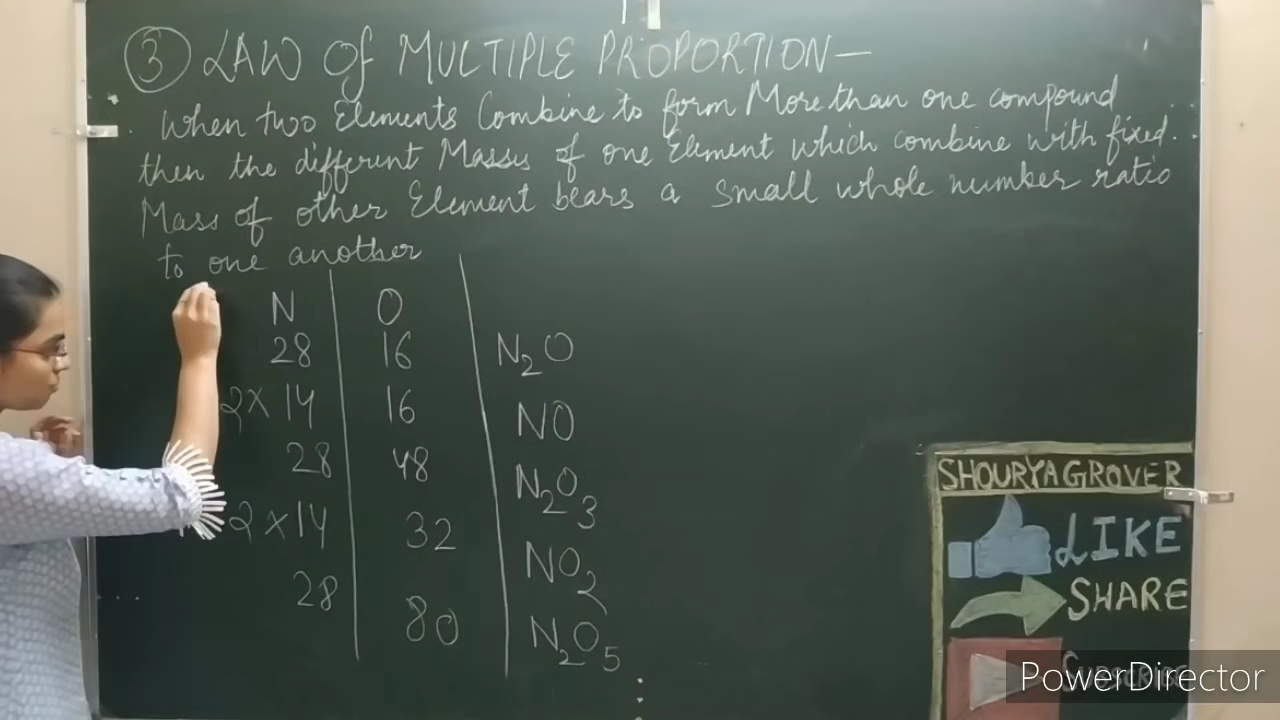 ③ LAW Of MULTIPLE PROPORTION —
When two Elements Combine to form More than one compound
then the different Masses of one Element which combine with fixed..
Mass of other Element bears a small whole number ratio
to one another
N O
28 16 N₂O
2 × 14 16 NO
28 48 N₂O₃
2 × 14 32 NO₂
28 80 N₂O₅
SHOURYAGROVER
LIKE
SHARE
SUBSCRIBE
PowerDirector